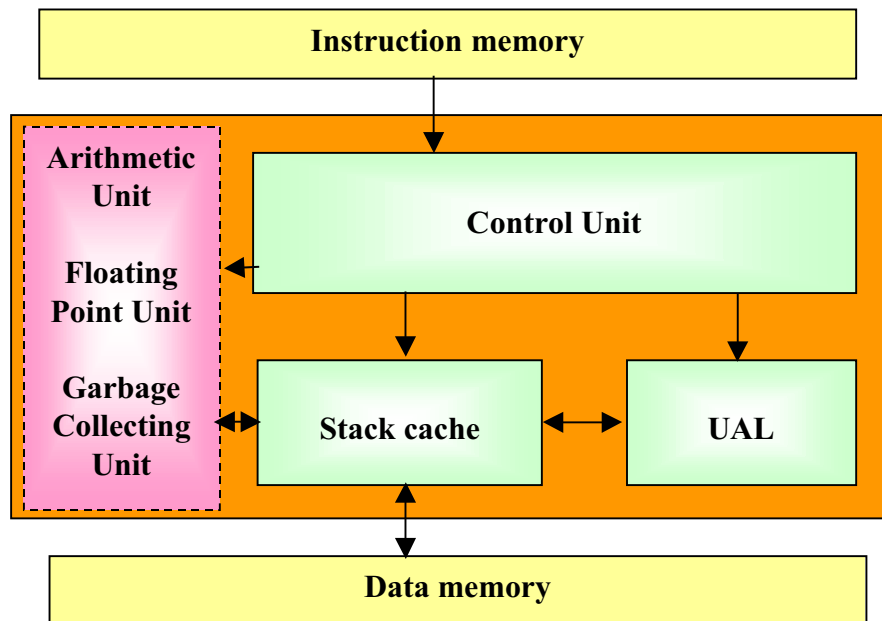 Instruction memory
Arithmetic
Unit
Control Unit
Floating
Point Unit
Garbage
Collecting
Unit
Stack cache
UAL
Data memory